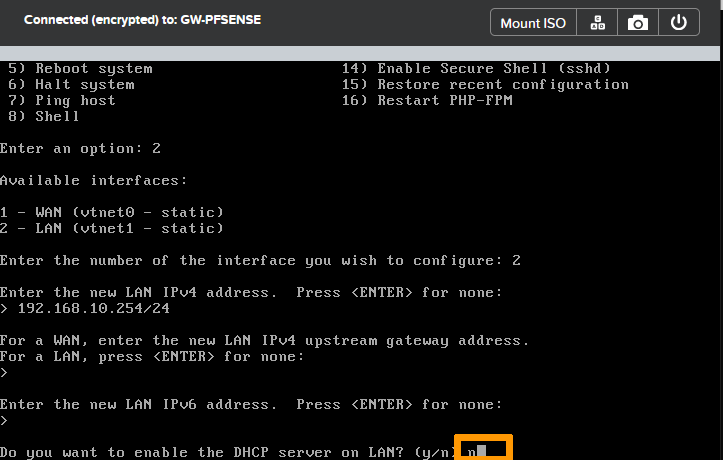 Connected (encrypted) to: GW-PFSENSE
Mount ISO
5) Reboot system 14) Enable Secure Shell (sshd)
6) Halt system 15) Restore recent configuration
7) Ping host 16) Restart PHP-FPM
8) Shell
Enter an option: 2
Available interfaces:
1 - WAN (vtnet0 - static)
2 - LAN (vtnet1 - static)
Enter the number of the interface you wish to configure: 2
Enter the new LAN IPv4 address.  Press <ENTER> for none:
> 192.168.10.254/24
For a WAN, enter the new LAN IPv4 upstream gateway address.
For a LAN, press <ENTER> for none:
>
Enter the new LAN IPv6 address.  Press <ENTER> for none:
>
Do you want to enable the DHCP server on LAN? (y/n) n